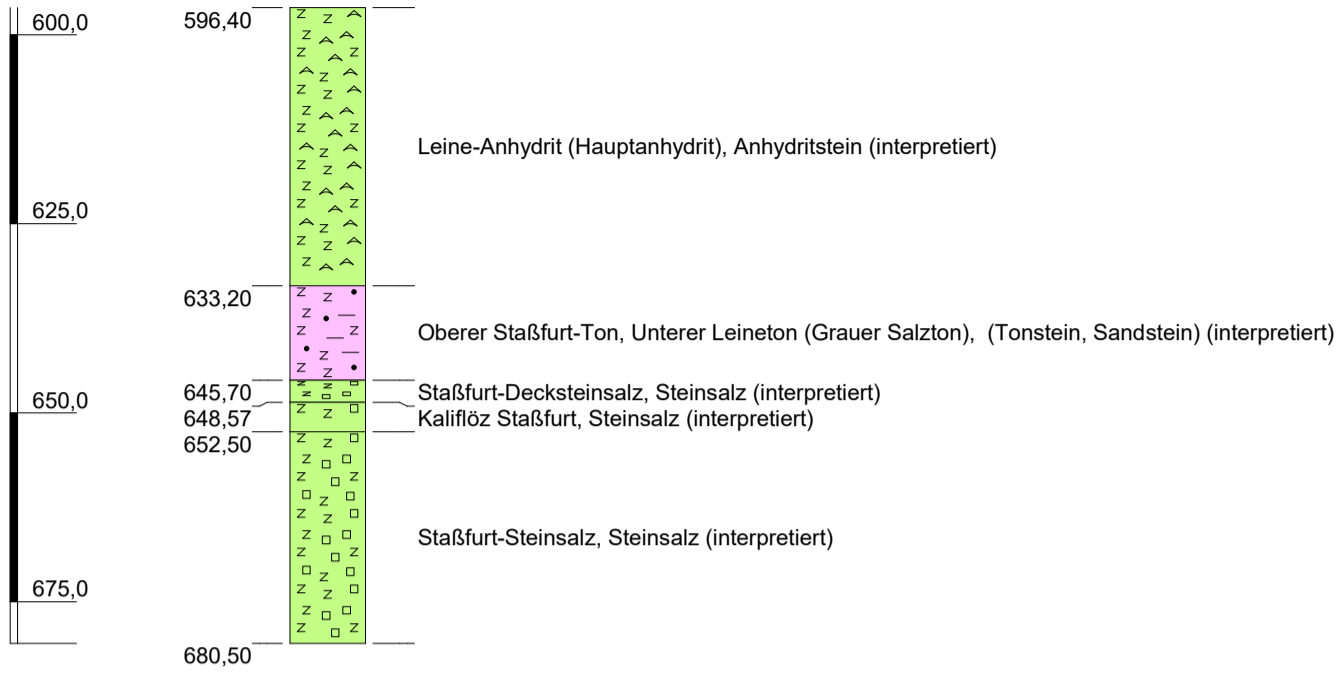 600,0
596,40
Leine-Anhydrit (Hauptanhydrit), Anhydritstein (interpretiert)
625,0
633,20
Oberer Staßfurt-Ton, Unterer Leineton (Grauer Salzton),  (Tonstein, Sandstein) (interpretiert)
645,70
Staßfurt-Decksteinsalz, Steinsalz (interpretiert)
650,0
648,57
Kaliflöz Staßfurt, Steinsalz (interpretiert)
652,50
Staßfurt-Steinsalz, Steinsalz (interpretiert)
675,0
680,50